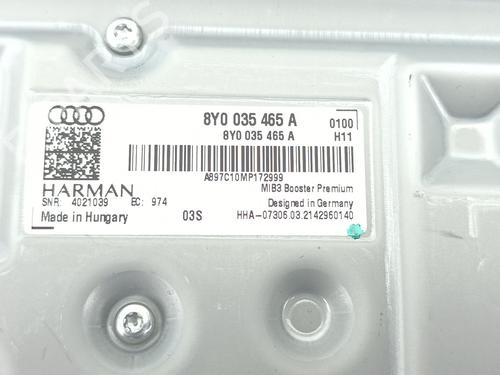 8Y0 035 465 A 0100
8Y0 035 465 A H11
A897C10MP172999
HARMAN MIB3 Booster Premium
SNR: 4021039 EC: 974 Designed in Germany
Made in Hungary 03S HHA-07306.03.2142950140